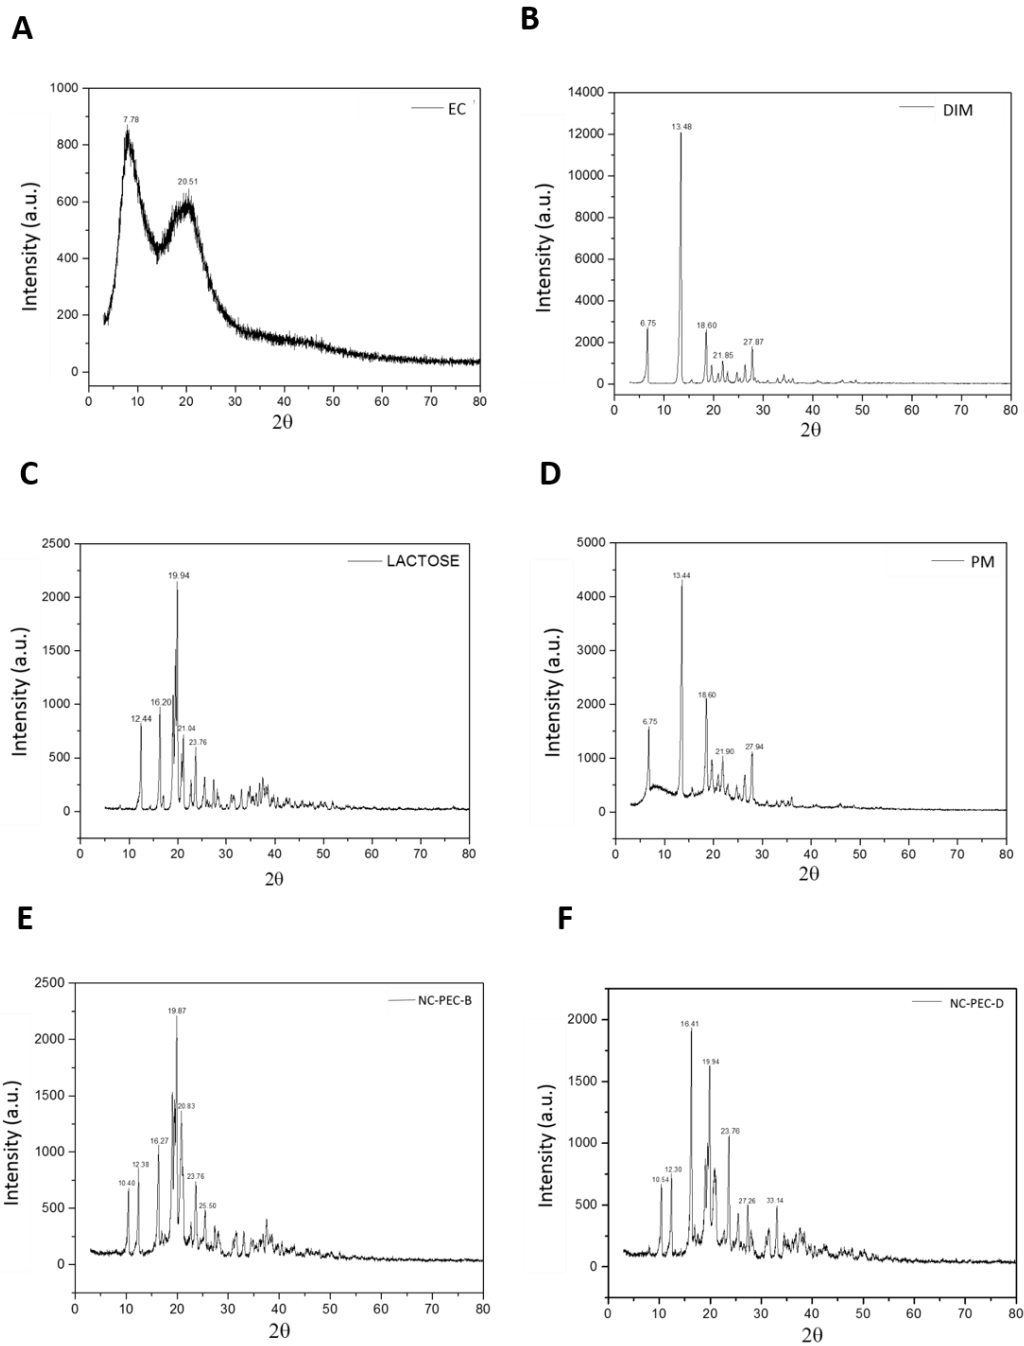 A
B
1000
800
600
400
200
0
0 10 20 30 40 50 60 70 80
Intensity (a.u.)
2θ
EC
7.78
20.51
14000
12000
10000
8000
6000
4000
2000
0
0 10 20 30 40 50 60 70 80
Intensity (a.u.)
2θ
DIM
13.48
6.75
18.60
21.85
27.87
C
D
2500
2000
1500
1000
500
0
0 10 20 30 40 50 60 70 80
Intensity (a.u.)
2θ
LACTOSE
19.94
16.20
12.44
21.04
23.76
5000
4000
3000
2000
1000
0
0 10 20 30 40 50 60 70 80
Intensity (a.u.)
2θ
PM
13.44
18.60
6.75
21.90
27.94
E
F
2500
2000
1500
1000
500
0
0 10 20 30 40 50 60 70 80
Intensity (a.u.)
2θ
NC-PEC-B
19.87
20.83
16.27
12.38
10.40
23.76
25.50
2000
1500
1000
500
0
0 10 20 30 40 50 60 70 80
Intensity (a.u.)
2θ
NC-PEC-D
16.41
19.94
23.76
12.30
10.54
27.26
33.14